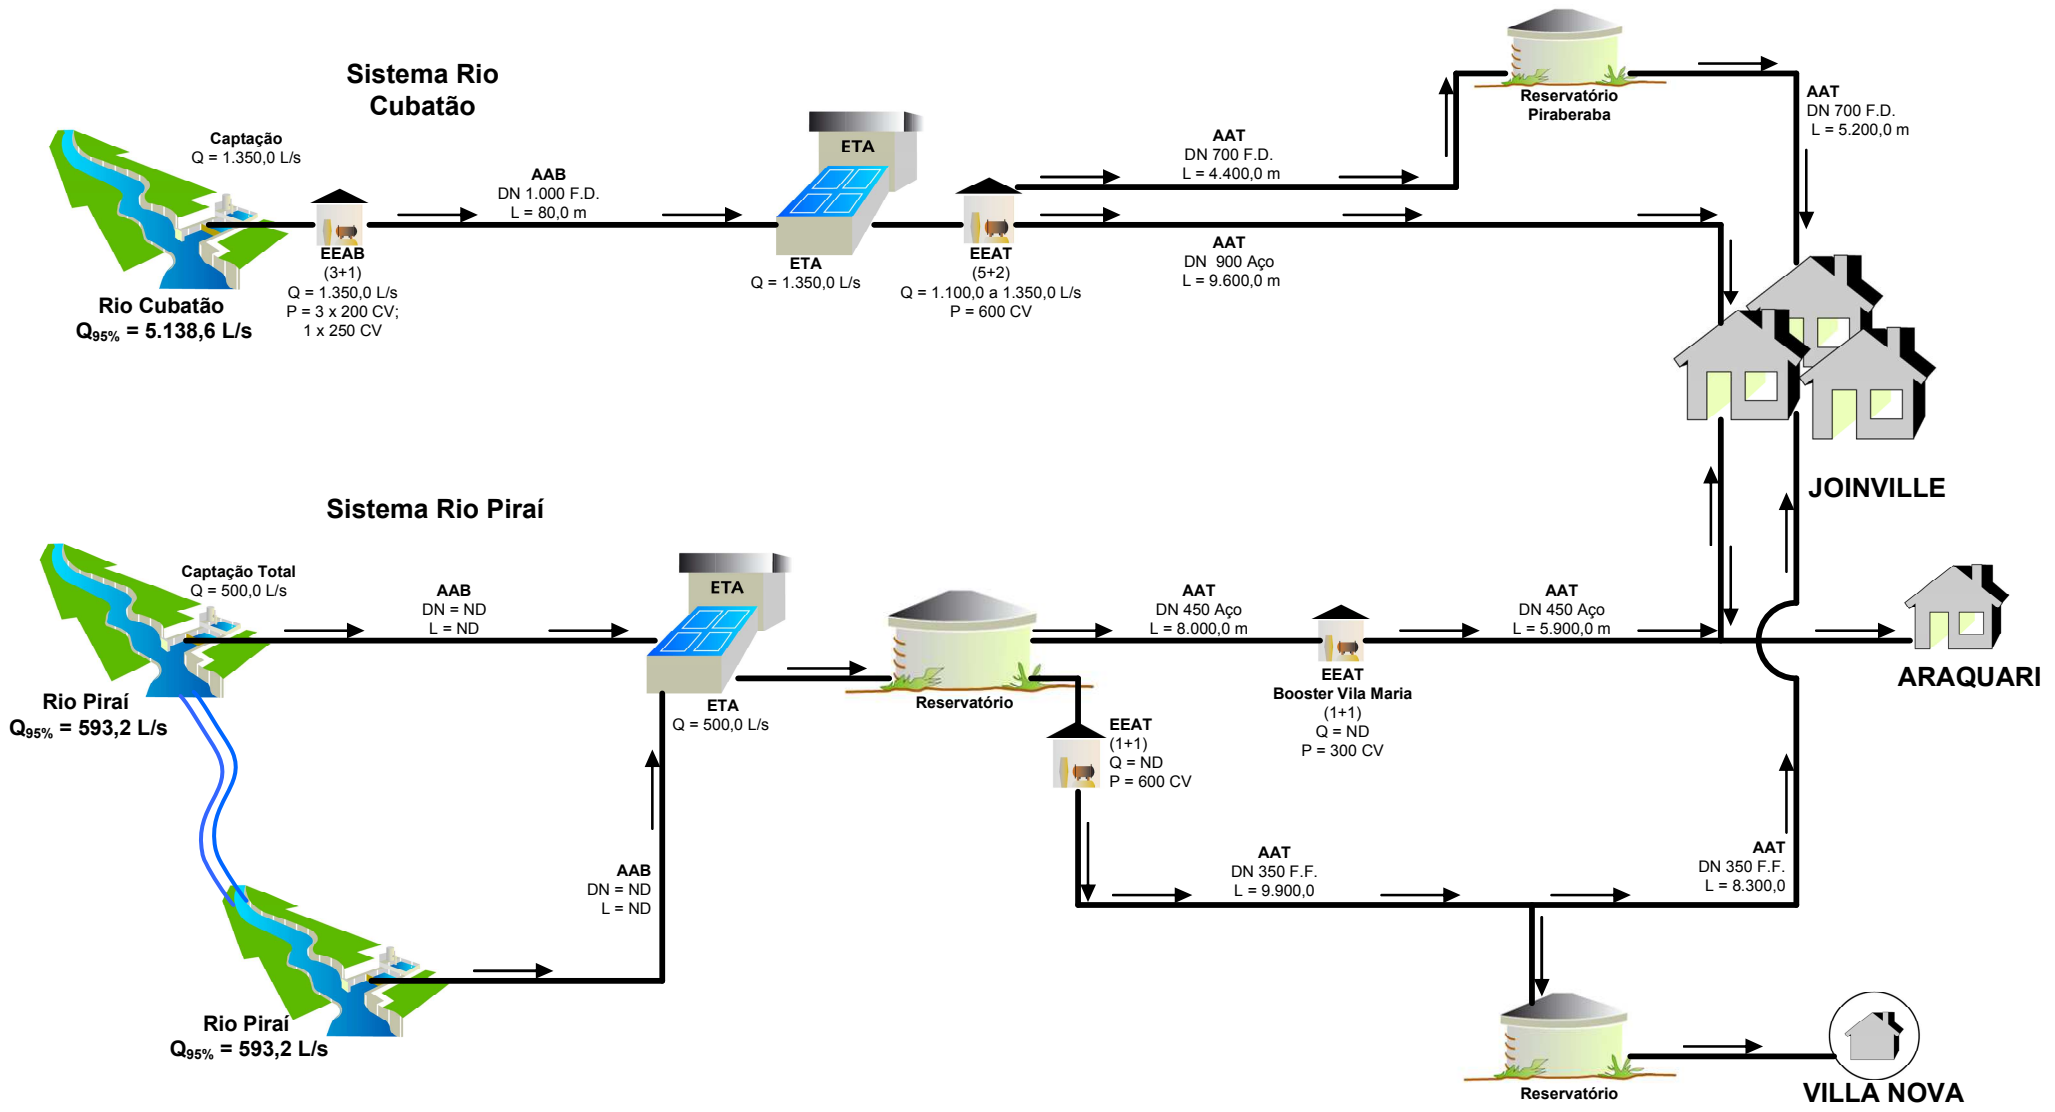 Sistema Rio
Cubatão
Captação
Q = 1.350,0 L/s
AAB
DN 1.000 F.D.
L = 80,0 m
EEAB
(3+1)
Q = 1.350,0 L/s
P = 3 x 200 CV;
1 x 250 CV
Rio Cubatão
Q95% = 5.138,6 L/s
ETA
ETA
Q = 1.350,0 L/s
EEAT
(5+2)
Q = 1.100,0 a 1.350,0 L/s
P = 600 CV
AAT
DN 700 F.D.
L = 4.400,0 m
AAT
DN 900 Aço
L = 9.600,0 m
Reservatório
Piraberaba
AAT
DN 700 F.D.
L = 5.200,0 m
JOINVILLE
Sistema Rio Piraí
Captação Total
Q = 500,0 L/s
AAB
DN = ND
L = ND
Rio Piraí
Q95% = 593,2 L/s
ETA
ETA
Q = 500,0 L/s
Reservatório
AAT
DN 450 Aço
L = 8.000,0 m
EEAT
Booster Vila Maria
(1+1)
Q = ND
P = 300 CV
AAT
DN 450 Aço
L = 5.900,0 m
ARAQUARI
EEAT
(1+1)
Q = ND
P = 600 CV
AAB
DN = ND
L = ND
AAT
DN 350 F.F.
L = 9.900,0
AAT
DN 350 F.F.
L = 8.300,0
Rio Piraí
Q95% = 593,2 L/s
Reservatório
VILLA NOVA